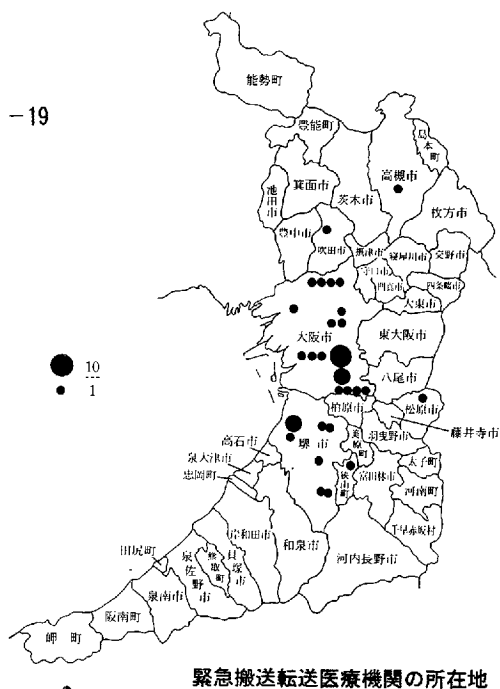 -19
能勢町
豊能町
島本町
高槻市
箕面市
茨木市
池田市
枚方市
豊中市
吹田市
摂津市
寝屋川市
交野市
守口市
門真市
四条畷市
大東市
大阪市
東大阪市
八尾市
10
1
柏原市
松原市
藤井寺市
美原町
羽曳野市
高石市
堺市
泉大津市
忠岡町
狭山町
富田林市
太子町
河南町
千早赤阪村
岸和田市
和泉市
河内長野市
田尻町
貝塚市
熊取町
泉佐野市
泉南市
阪南町
岬町
緊急搬送転送医療機関の所在地